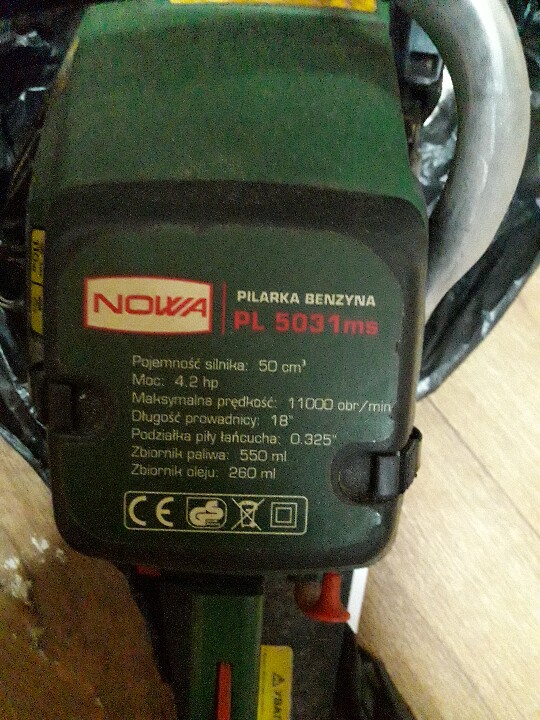 NOWA
PILARKA BENZYNA
PL 5031ms
Pojemność silnika: 50 cm³
Moc: 4.2 hp
Maksymalna prędkość: 11000 obr/min
Długość prowadnicy: 18"
Podziałka piły łańcucha: 0.325"
Zbiornik paliwa: 550 ml
Zbiornik oleju: 260 ml
CE GS